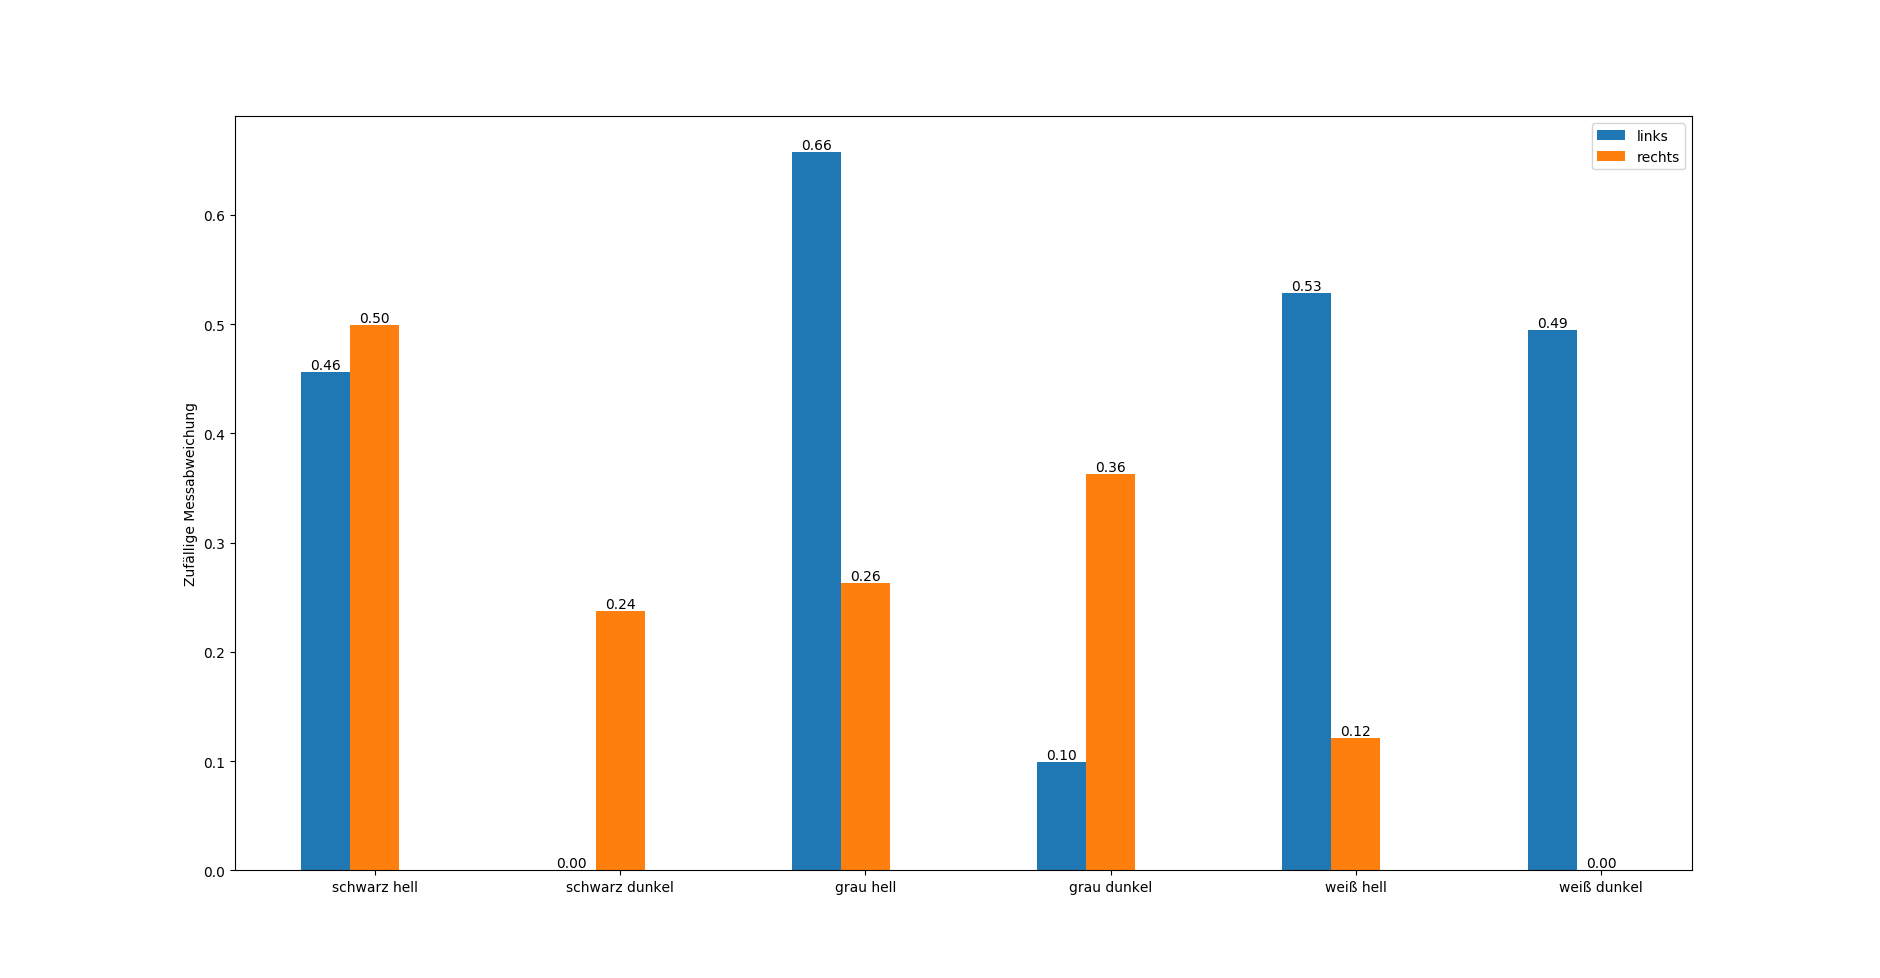 links
rechts
Zufällige Messabweichung
0.6
0.5
0.4
0.3
0.2
0.1
0.0
0.46
0.50
0.00
0.24
0.66
0.26
0.10
0.36
0.53
0.12
0.49
0.00
schwarz hell
schwarz dunkel
grau hell
grau dunkel
weiß hell
weiß dunkel